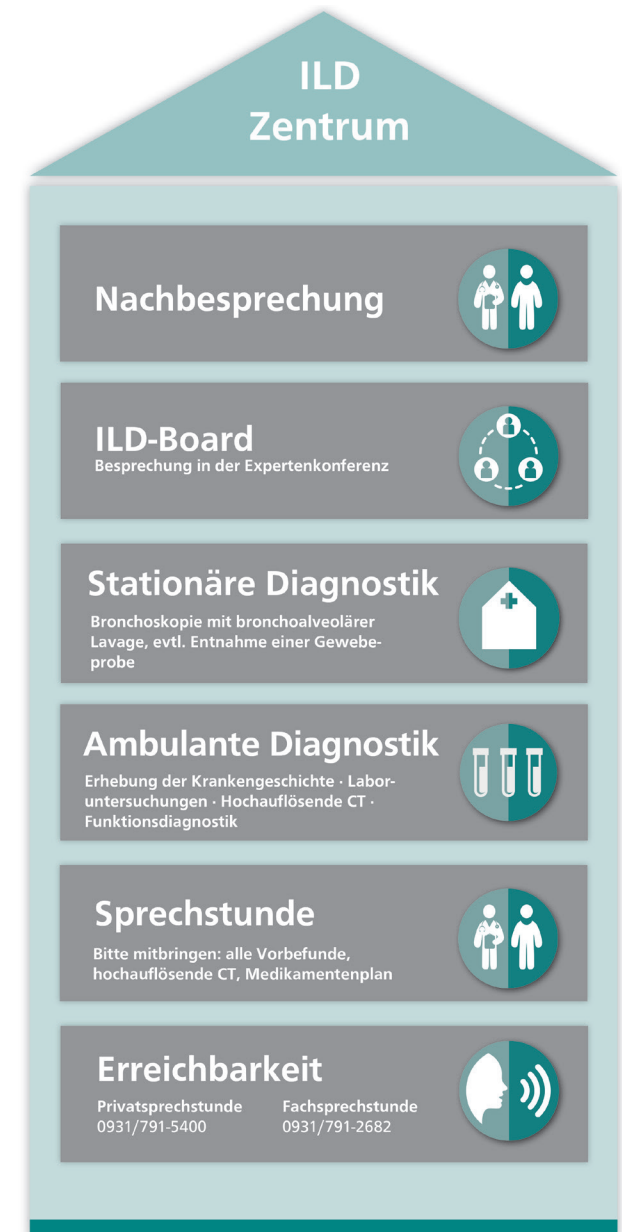 ILD
Zentrum
Nachbesprechung
ILD-Board
Besprechung in der Expertenkonferenz
Stationäre Diagnostik
Bronchoskopie mit bronchoalveolärer
Lavage, evtl. Entnahme einer Gewebe-
probe
Ambulante Diagnostik
Erhebung der Krankengeschichte · Labor-
untersuchungen · Hochauflösende CT ·
Funktionsdiagnostik
Sprechstunde
Bitte mitbringen: alle Vorbefunde,
hochauflösende CT, Medikamentenplan
Erreichbarkeit
Privatsprechstunde Fachsprechstunde
0931/791-5400 0931/791-2682